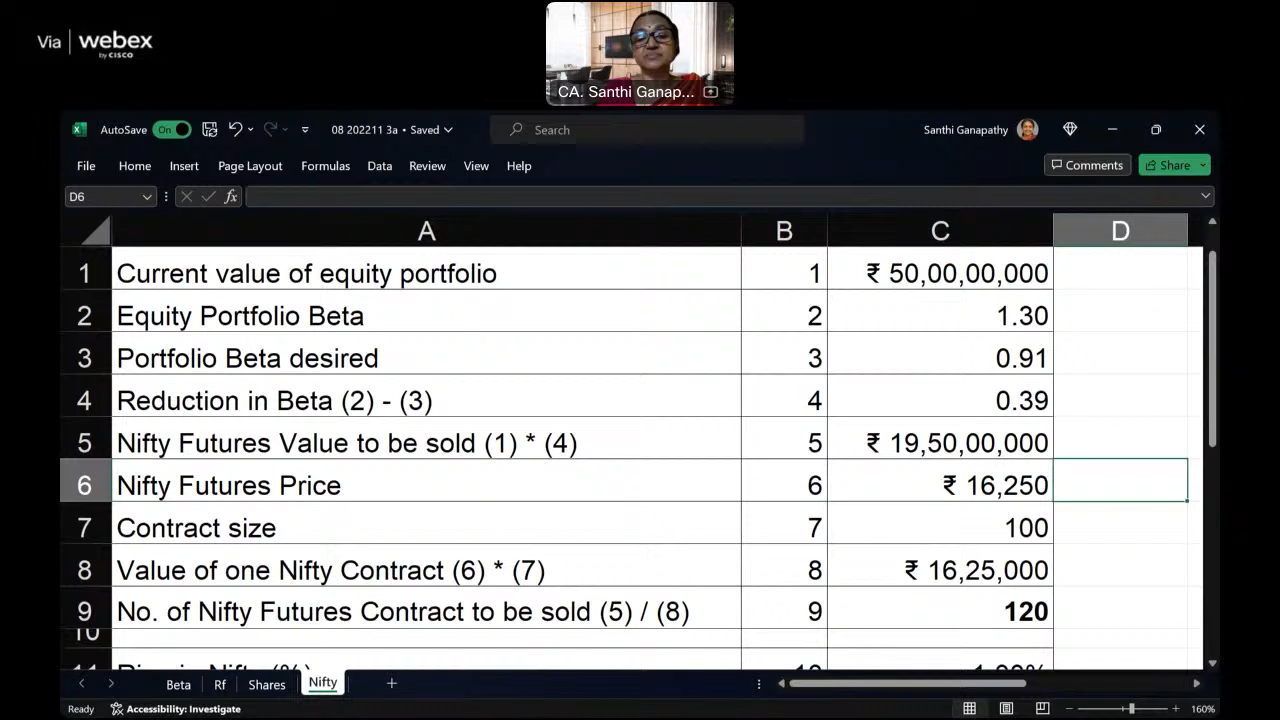 Via | webex
by CISCO
CA. Santhi Ganap...
AutoSave On 08 202211 3a • Saved Search Santhi Ganapathy
File Home Insert Page Layout Formulas Data Review View Help Comments Share
D6 fx
A B C D
1 Current value of equity portfolio 1 ₹ 50,00,00,000
2 Equity Portfolio Beta 2 1.30
3 Portfolio Beta desired 3 0.91
4 Reduction in Beta (2) - (3) 4 0.39
5 Nifty Futures Value to be sold (1) * (4) 5 ₹ 19,50,00,000
6 Nifty Futures Price 6 ₹ 16,250
7 Contract size 7 100
8 Value of one Nifty Contract (6) * (7) 8 ₹ 16,25,000
9 No. of Nifty Futures Contract to be sold (5) / (8) 9 120
10
11 Nifty (%) 10
Beta Rf Shares Nifty
Ready Accessibility: Investigate 160%